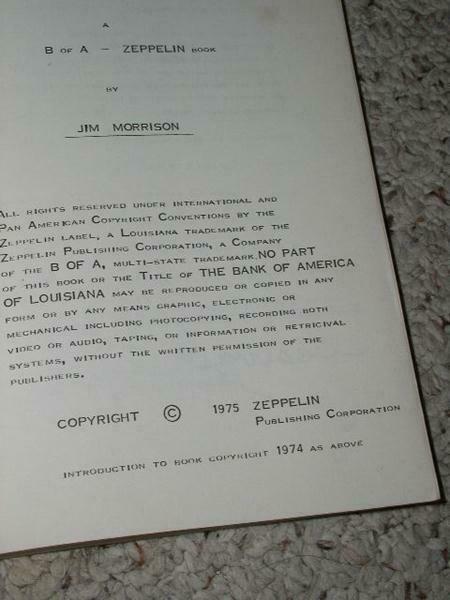 A
B OF A — ZEPPELIN BOOK
BY
JIM MORRISON
ALL RIGHTS RESERVED UNDER INTERNATIONAL AND
PAN AMERICAN COPYRIGHT CONVENTIONS BY THE
ZEPPELIN LABEL, A LOUISIANA TRADEMARK OF THE
ZEPPELIN PUBLISHING CORPORATION, A COMPANY
OF THE B OF A, MULTI-STATE TRADEMARK. NO PART
OF THIS BOOK OR THE TITLE OF THE BANK OF AMERICA
OF LOUISIANA MAY BE REPRODUCED OR COPIED IN ANY
FORM OR BY ANY MEANS GRAPHIC, ELECTRONIC OR
MECHANICAL INCLUDING PHOTOCOPYING, RECORDING BOTH
VIDEO OR AUDIO, TAPING, OR INFORMATION OR RETRICIVAL
SYSTEMS, WITHOUT THE WRITTEN PERMISSION OF THE
PUBLISHERS.
COPYRIGHT © 1975 ZEPPELIN
PUBLISHING CORPORATION
INTRODUCTION TO BOOK COPYRIGHT 1974 AS ABOVE